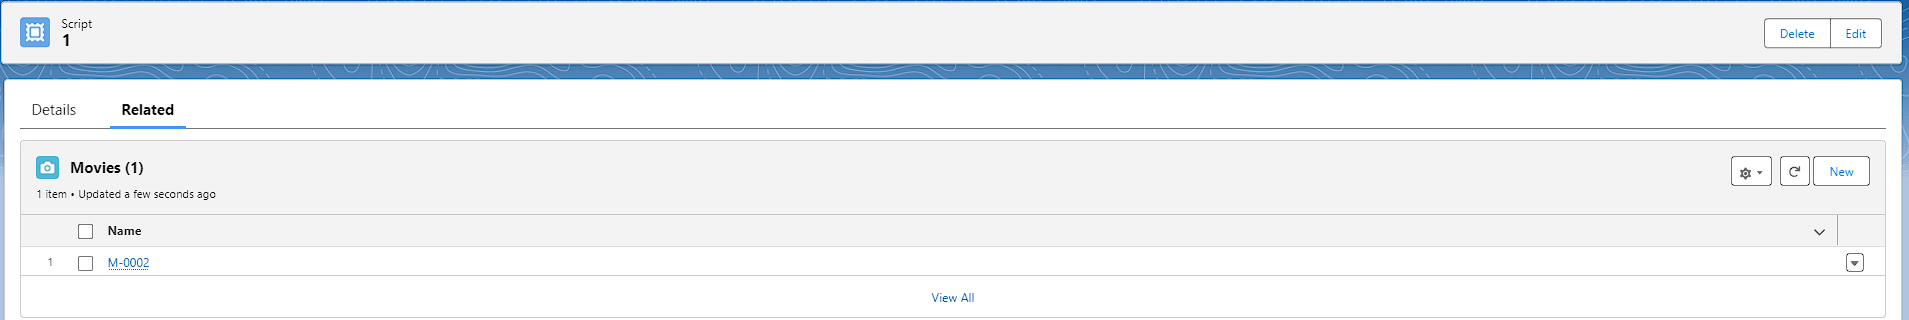 Script
1
Delete
Edit
Details
Related
Movies (1)
1 item • Updated a few seconds ago
New
Name
1
M-0002
View All